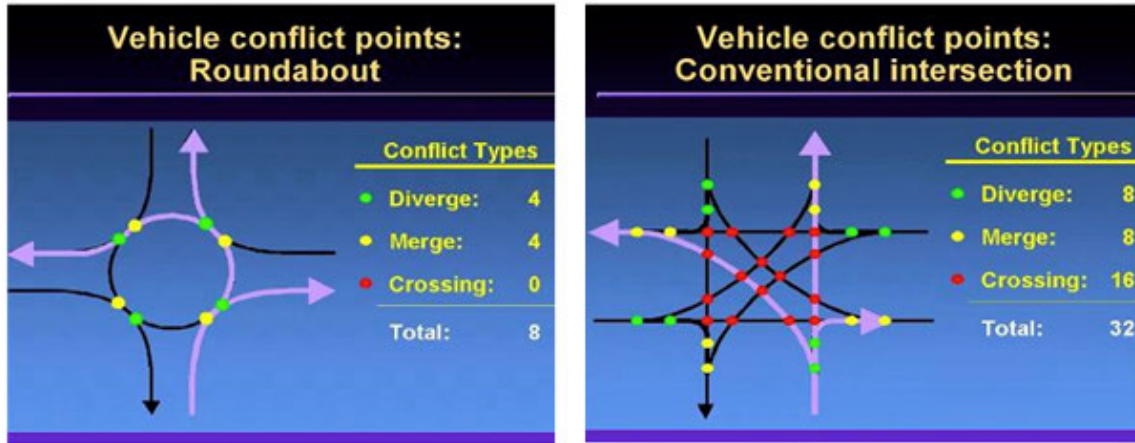 Vehicle conflict points:
Roundabout
Conflict Types
Diverge: 4
Merge: 4
Crossing: 0
Total: 8
Vehicle conflict points:
Conventional intersection
Conflict Types
Diverge: 8
Merge: 8
Crossing: 16
Total: 32